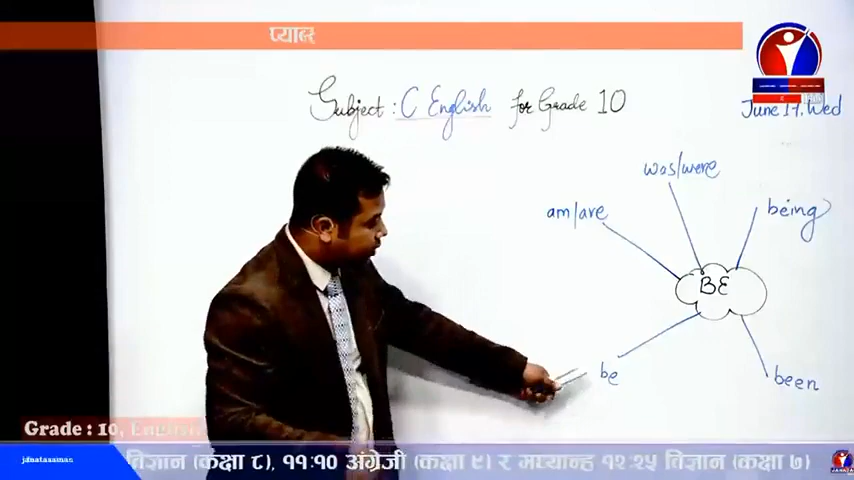 प्यावर
Subject : C English for Grade 10
June 17, Wed
was/were
am/are
being
BE
be
been
Grade : 10, English
तिज्ञान (कक्षा ८), ११:१० अंग्रेजी (कक्षा ९) र मध्यान्ह १२:२५ विज्ञान (कक्षा ७)